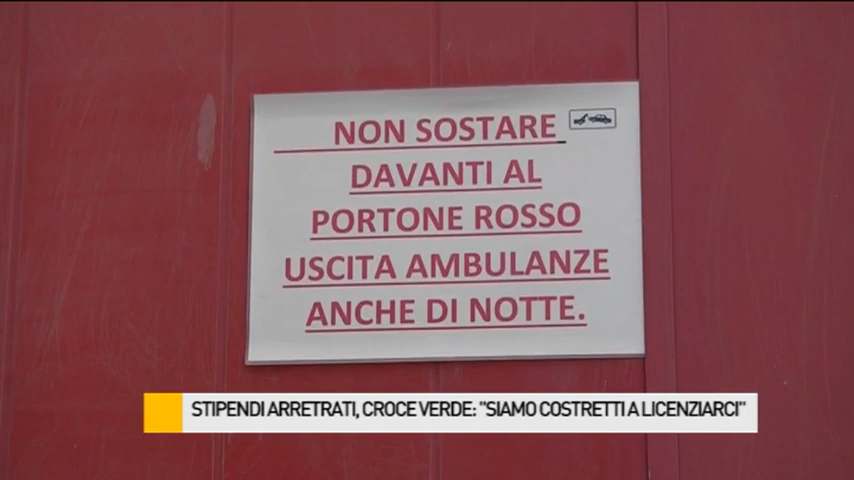 NON SOSTARE
DAVANTI AL
PORTONE ROSSO
USCITA AMBULANZE
ANCHE DI NOTTE.
STIPENDI ARRETRATI, CROCE VERDE: "SIAMO COSTRETTI A LICENZIARCI"